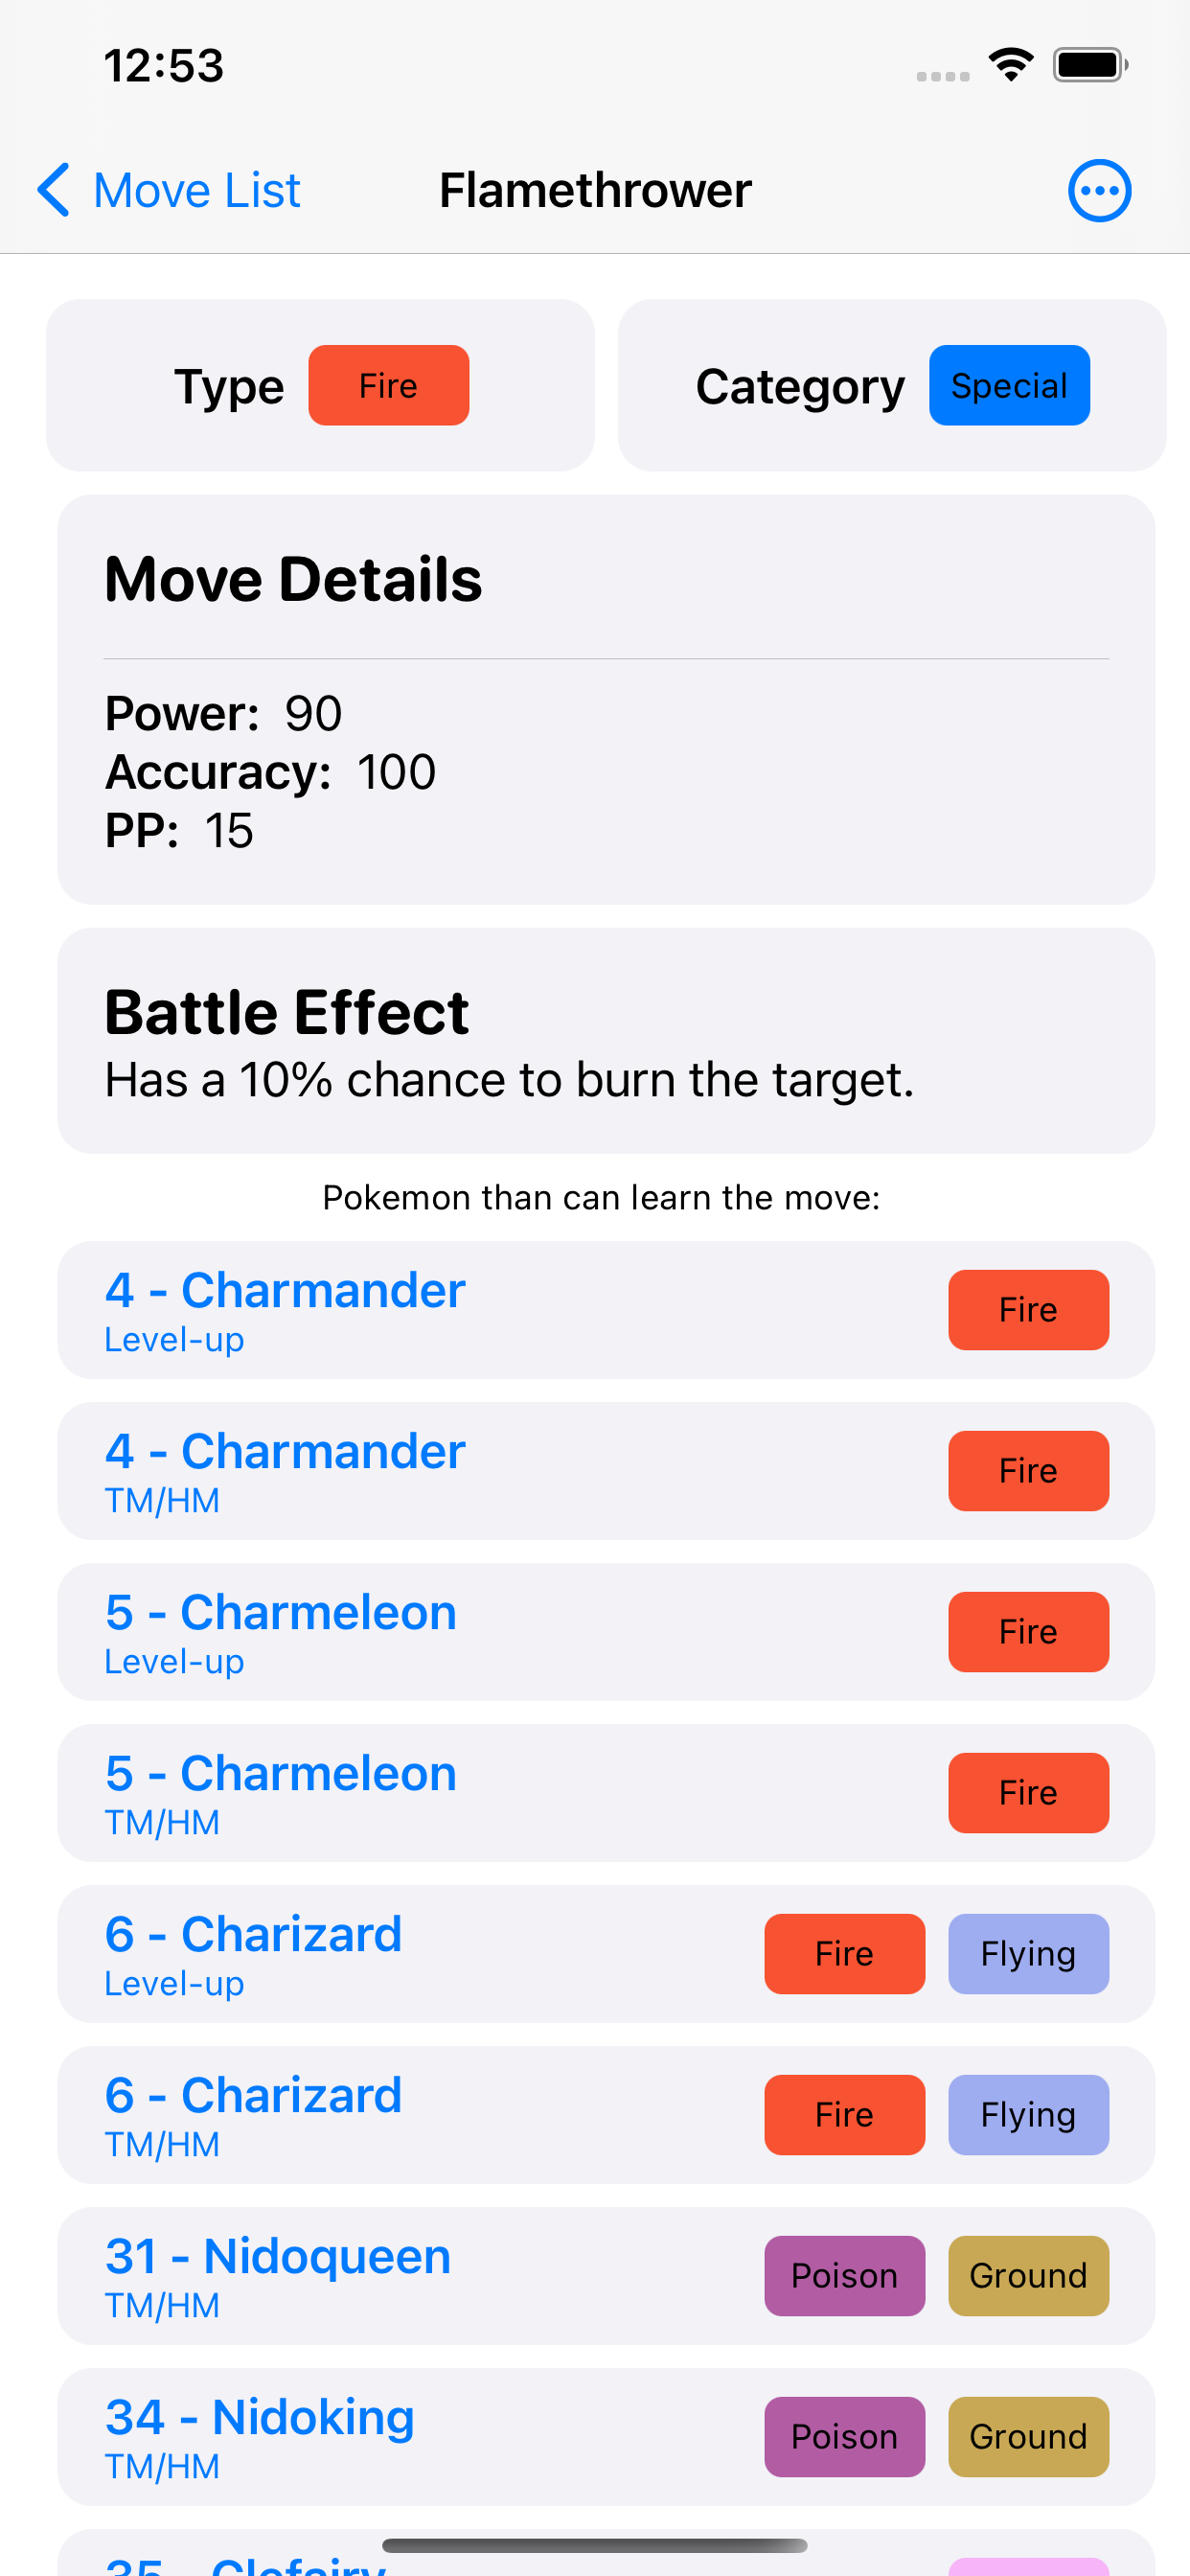 12:53
Move List
Flamethrower
Type Fire
Category Special
Move Details
Power: 90
Accuracy: 100
PP: 15
Battle Effect
Has a 10% chance to burn the target.
Pokemon than can learn the move:
4 - Charmander
Level-up
Fire
4 - Charmander
TM/HM
Fire
5 - Charmeleon
Level-up
Fire
5 - Charmeleon
TM/HM
Fire
6 - Charizard
Level-up
Fire Flying
6 - Charizard
TM/HM
Fire Flying
31 - Nidoqueen
TM/HM
Poison Ground
34 - Nidoking
TM/HM
Poison Ground
35 - Clefairy